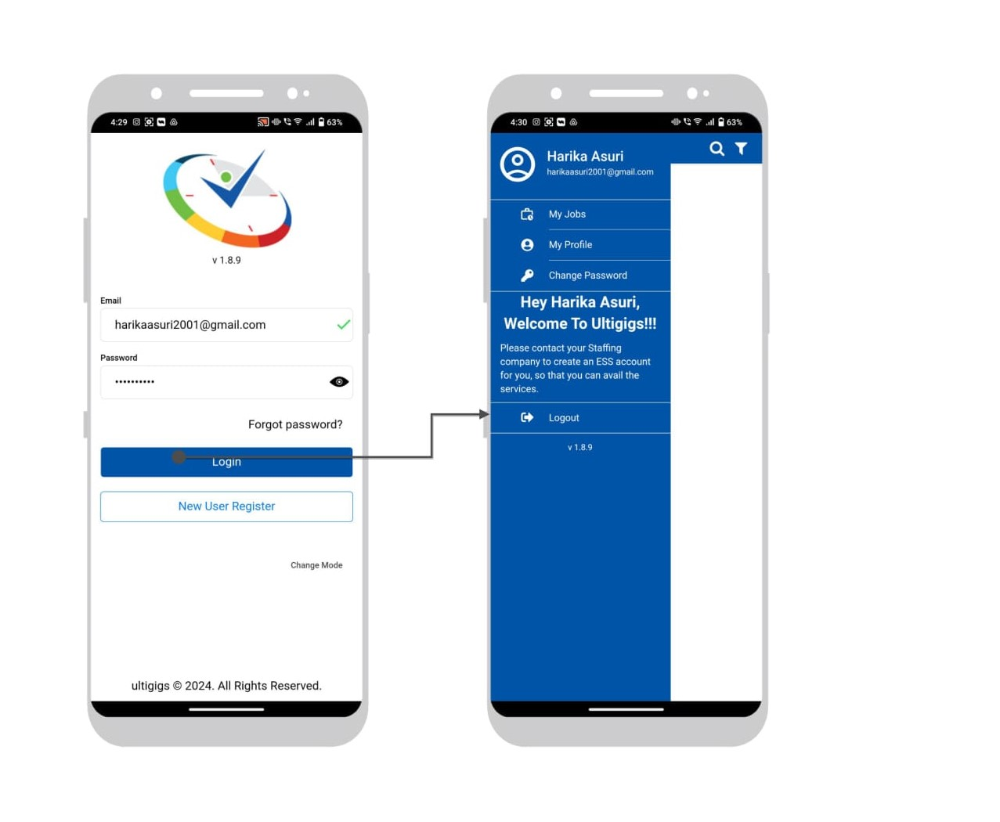 4:29
63%
v 1.8.9
Email
harikaasuri2001@gmail.com
Password
••••••••••
Forgot password?
Login
New User Register
Change Mode
ultigigs © 2024. All Rights Reserved.
4:30
63%
Harika Asuri
harikaasuri2001@gmail.com
My Jobs
My Profile
Change Password
Hey Harika Asuri,
Welcome To Ultigigs!!!
Please contact your Staffing
company to create an ESS account
for you, so that you can avail the
services.
Logout
v 1.8.9